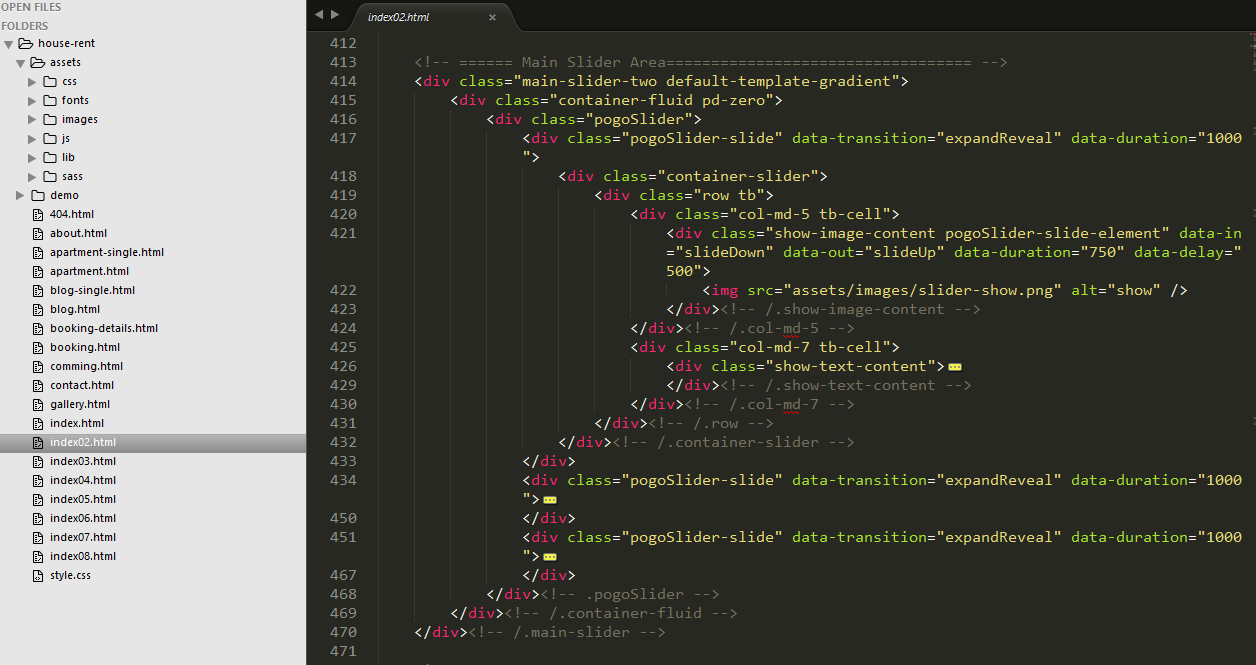 OPEN FILES
FOLDERS
house-rent
assets
css
fonts
images
js
lib
sass
demo
404.html
about.html
apartment-single.html
apartment.html
blog-single.html
blog.html
booking-details.html
booking.html
comming.html
contact.html
gallery.html
index.html
index02.html
index03.html
index04.html
index05.html
index06.html
index07.html
index08.html
style.css
index02.html ×
412
413 <!-- ====== Main Slider Area================================== -->
414 <div class="main-slider-two default-template-gradient">
415 <div class="container-fluid pd-zero">
416 <div class="pogoSlider">
417 <div class="pogoSlider-slide" data-transition="expandReveal" data-duration="1000
">
418 <div class="container-slider">
419 <div class="row tb">
420 <div class="col-md-5 tb-cell">
421 <div class="show-image-content pogoSlider-slide-element" data-in
="slideDown" data-out="slideUp" data-duration="750" data-delay="
500">
422 <img src="assets/images/slider-show.png" alt="show" />
423 </div><!-- /.show-image-content -->
424 </div><!-- /.col-md-5 -->
425 <div class="col-md-7 tb-cell">
426 <div class="show-text-content">
429 </div><!-- /.show-text-content -->
430 </div><!-- /.col-md-7 -->
431 </div><!-- /.row -->
432 </div><!-- /.container-slider -->
433 </div>
434 <div class="pogoSlider-slide" data-transition="expandReveal" data-duration="1000
">
450 </div>
451 <div class="pogoSlider-slide" data-transition="expandReveal" data-duration="1000
">
467 </div>
468 </div><!-- .pogoSlider -->
469 </div><!-- /.container-fluid -->
470 </div><!-- /.main-slider -->
471